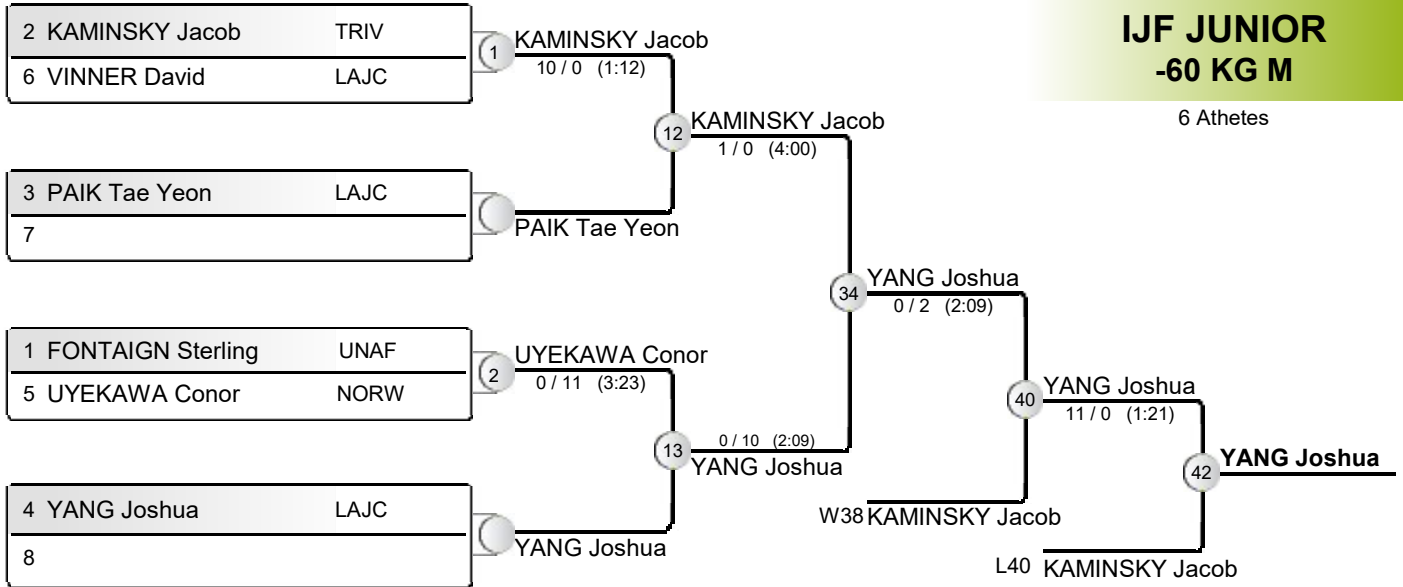 IJF JUNIOR
-60 KG M
6 Athetes
2 KAMINSKY Jacob TRIV
6 VINNER David LAJC
1
KAMINSKY Jacob
10 / 0 (1:12)
12
KAMINSKY Jacob
1 / 0 (4:00)
3 PAIK Tae Yeon LAJC
7
PAIK Tae Yeon
34
YANG Joshua
0 / 2 (2:09)
1 FONTAIGN Sterling UNAF
5 UYEKAWA Conor NORW
2
UYEKAWA Conor
0 / 11 (3:23)
13
0 / 10 (2:09)
YANG Joshua
4 YANG Joshua LAJC
8
YANG Joshua
40
YANG Joshua
11 / 0 (1:21)
W38 KAMINSKY Jacob
42
YANG Joshua
L40 KAMINSKY Jacob